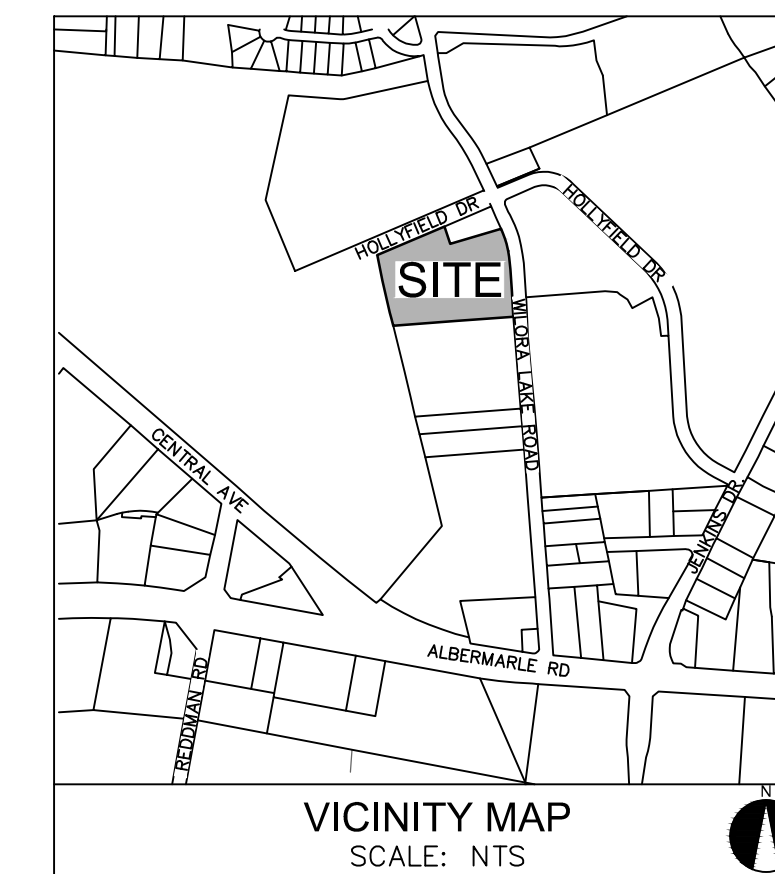 HOLLYFIELD DR
HOLLYFIELD DR
SITE
WILORA LAKE ROAD
CENTRAL AVE
JENKINS DR.
ALBERMARLE RD
REDDMAN RD
VICINITY MAP
SCALE: NTS
N